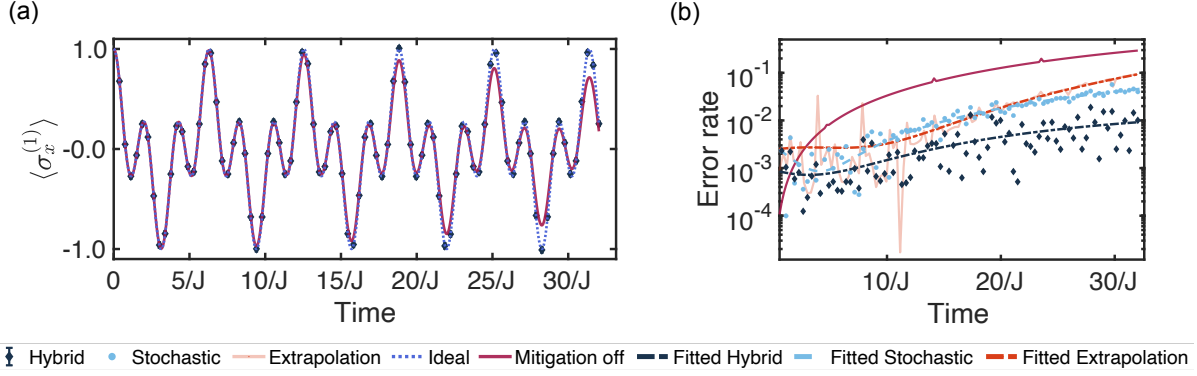 (a)
(b)
1.0
-0.0
-1.0
⟨σₓ⁽¹⁾⟩
0 5/J 10/J 15/J 20/J 25/J 30/J
Time
10⁻¹
10⁻²
10⁻³
10⁻⁴
Error rate
10/J 20/J 30/J
Time
Hybrid Stochastic Extrapolation Ideal Mitigation off Fitted Hybrid Fitted Stochastic Fitted Extrapolation